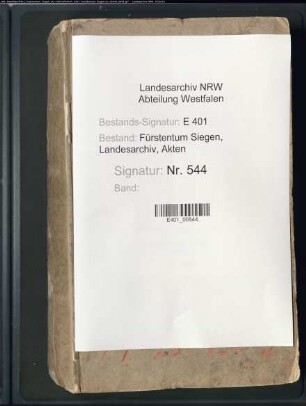 Landesarchiv NRW
Abteilung Westfalen
Bestands-Signatur: E 401
Bestand: Fürstentum Siegen,
Landesarchiv, Akten
Signatur: Nr. 544
Band:
E401_00544